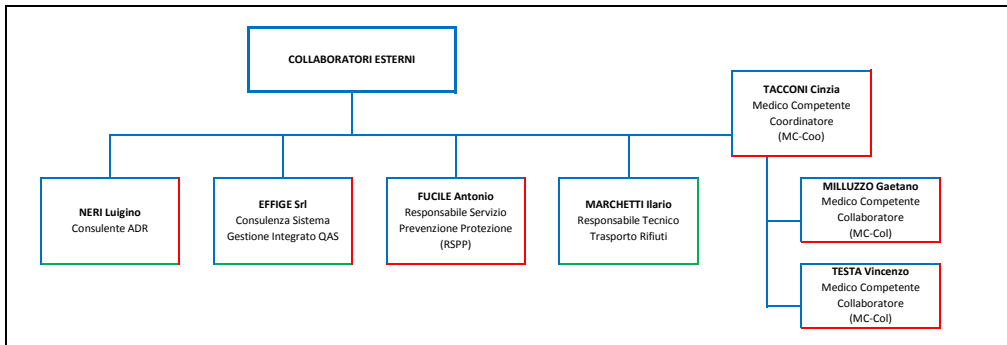 COLLABORATORI ESTERNI
TACCONI Cinzia
Medico Competente
Coordinatore
(MC-Coo)
NERI Luigino
Consulente ADR
EFFIGE Srl
Consulenza Sistema
Gestione Integrato QAS
FUCILE Antonio
Responsabile Servizio
Prevenzione Protezione
(RSPP)
MARCHETTI Ilario
Responsabile Tecnico
Trasporto Rifiuti
MILLUZZO Gaetano
Medico Competente
Collaboratore
(MC-Col)
TESTA Vincenzo
Medico Competente
Collaboratore
(MC-Col)